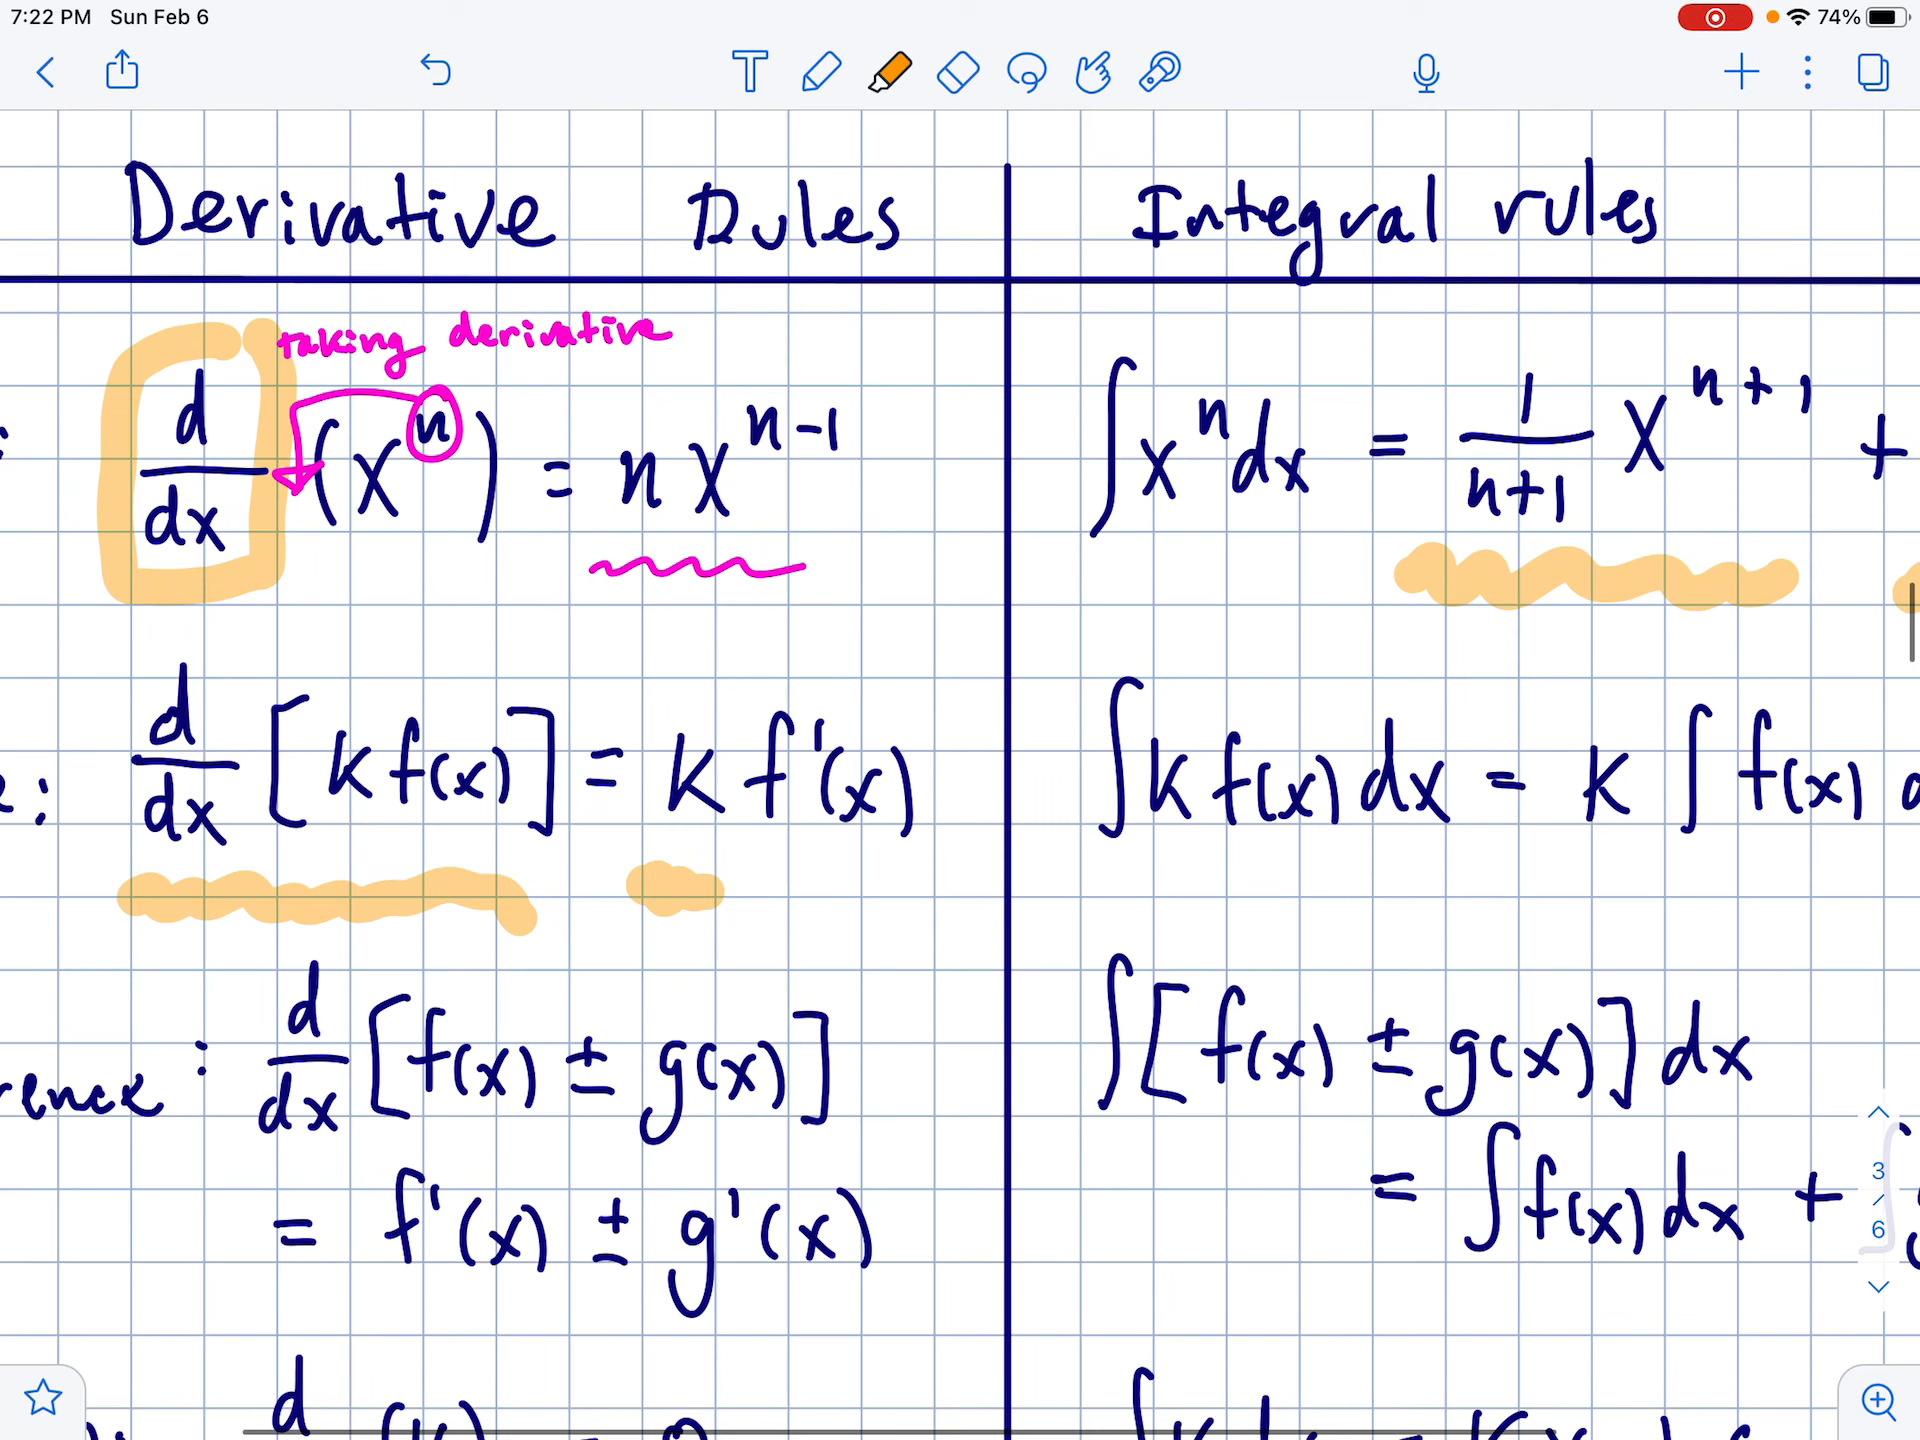 7:22 PM Sun Feb 6 74%
T
Derivative Rules Integral rules
taking derivative
d/dx (x^n) = n x^(n-1) ∫ x^n dx = 1/(n+1) x^(n+1) +
: d/dx [k f(x)] = k f'(x) ∫ k f(x) dx = k ∫ f(x) d
rence : d/dx [f(x) ± g(x)] ∫ [f(x) ± g(x)] dx
= f'(x) ± g'(x) = ∫ f(x) dx +
3/6